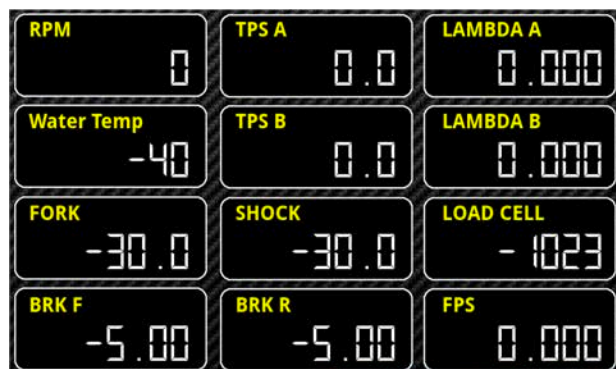 RPM TPS A LAMBDA A
0 0.0 0.000
Water Temp TPS B LAMBDA B
-40 0.0 0.000
FORK SHOCK LOAD CELL
-30.0 -30.0 -1023
BRK F BRK R FPS
-5.00 -5.00 0.000